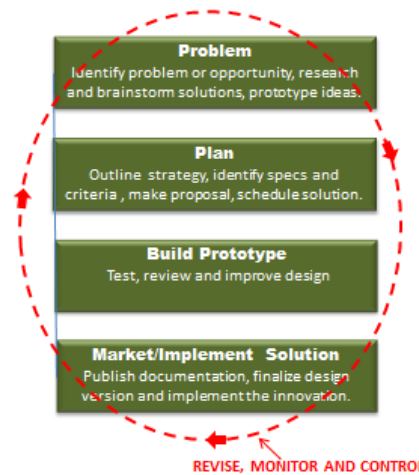 Problem
Identify problem or opportunity, research
and brainstorm solutions, prototype ideas.
Plan
Outline strategy, identify specs and
criteria , make proposal, schedule solution.
Build Prototype
Test, review and improve design
Market/Implement Solution
Publish documentation, finalize design
version and implement the innovation.
REVISE, MONITOR AND CONTROL